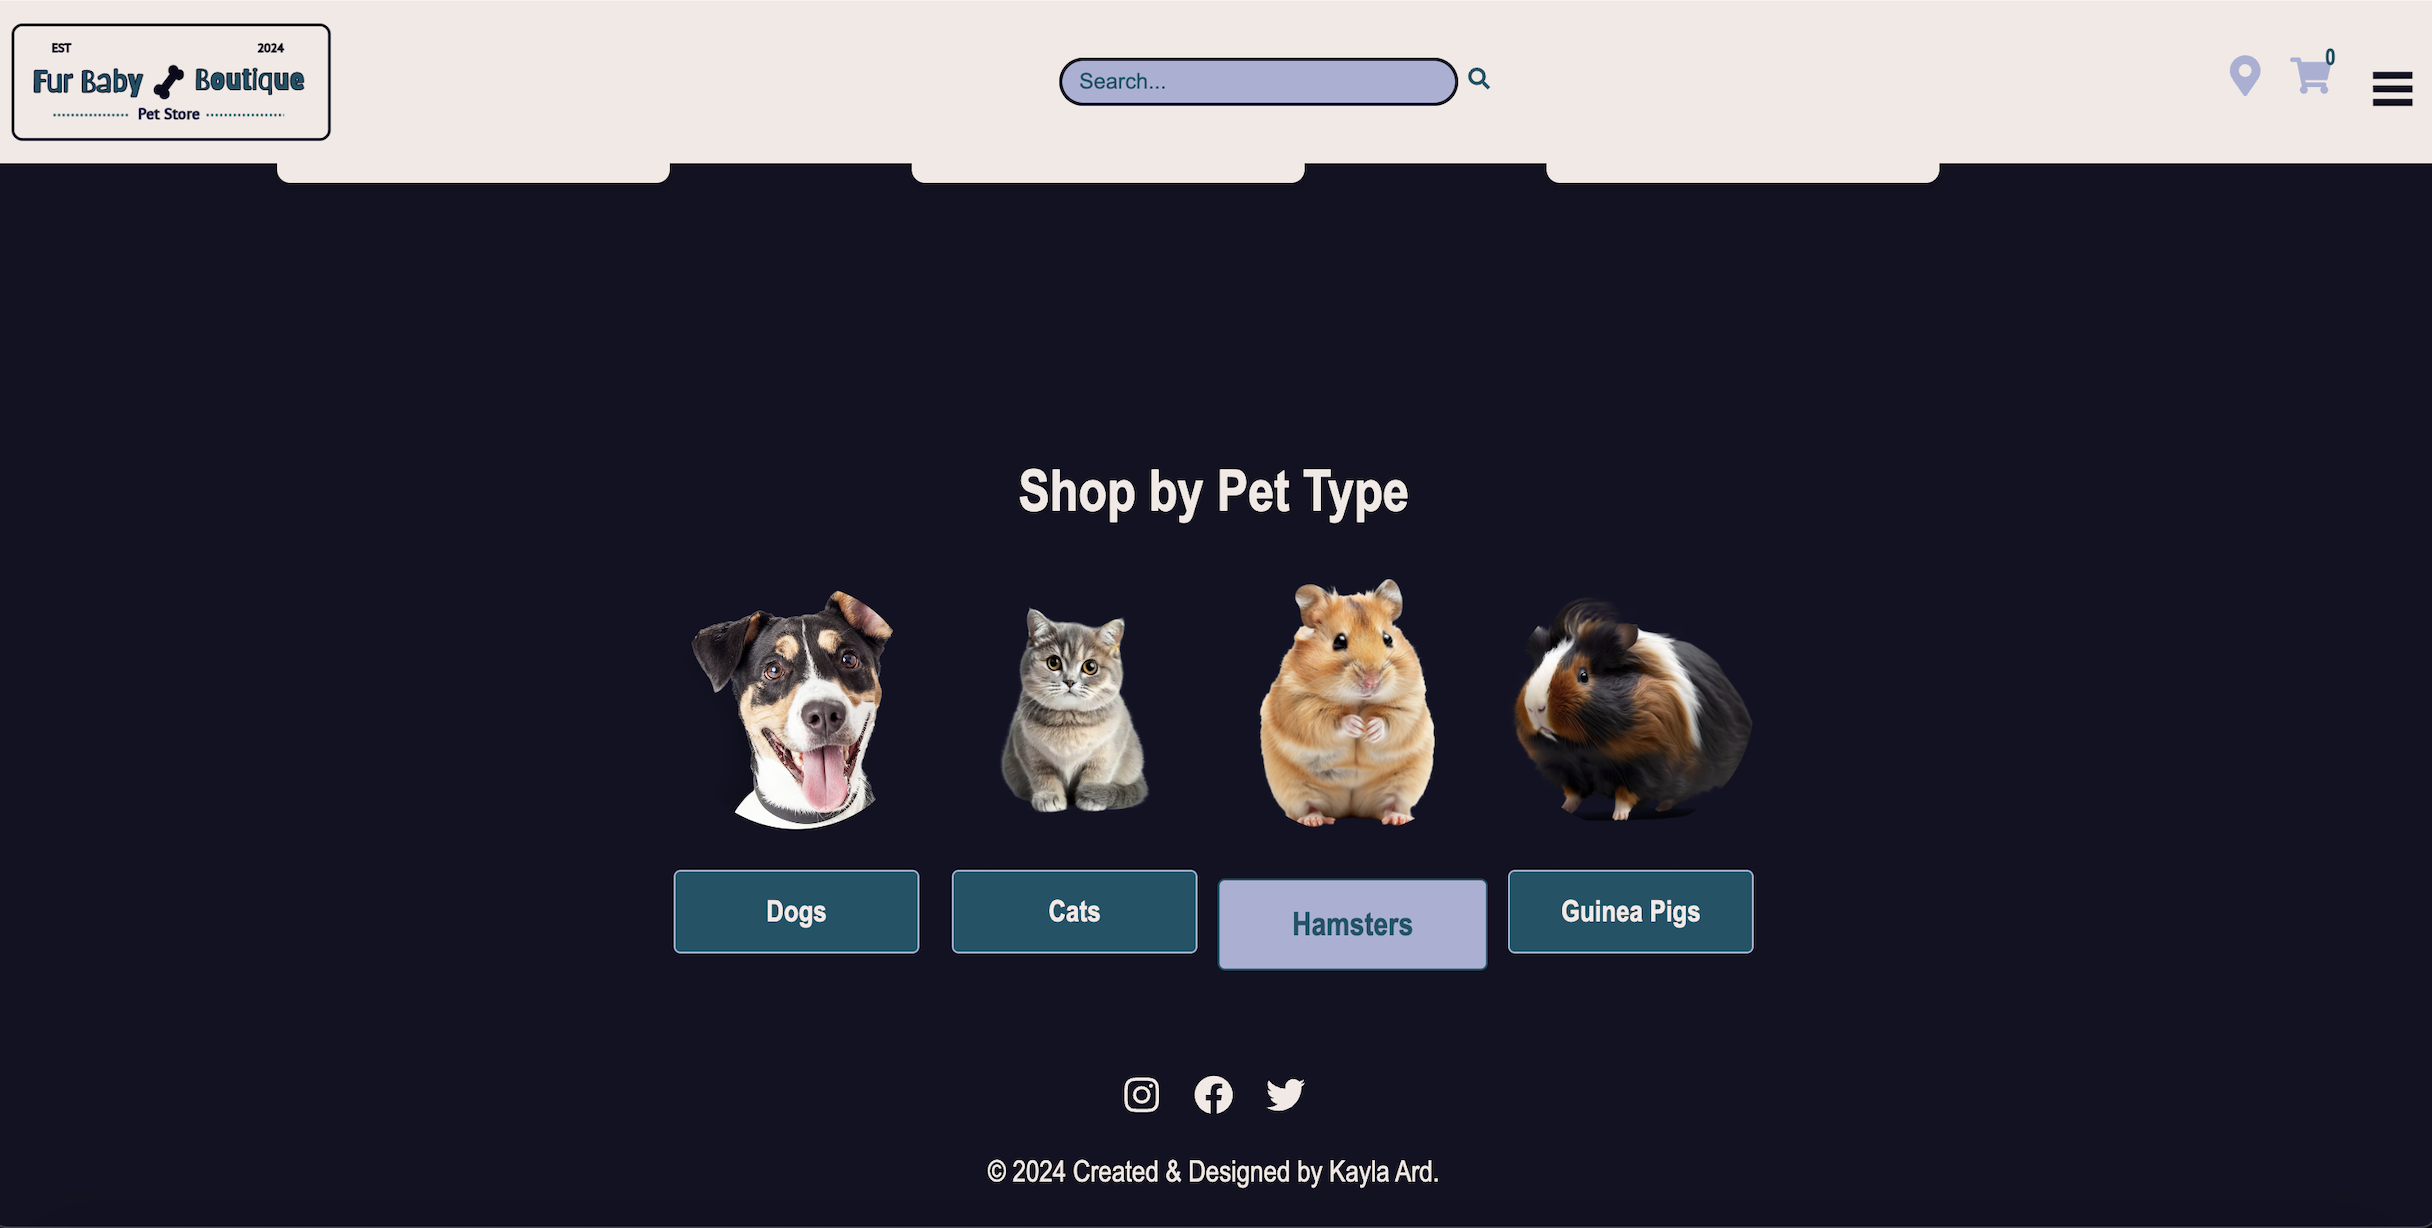 EST 2024
Fur Baby Boutique
Pet Store
Search...
0
Shop by Pet Type
Dogs
Cats
Hamsters
Guinea Pigs
© 2024 Created & Designed by Kayla Ard.